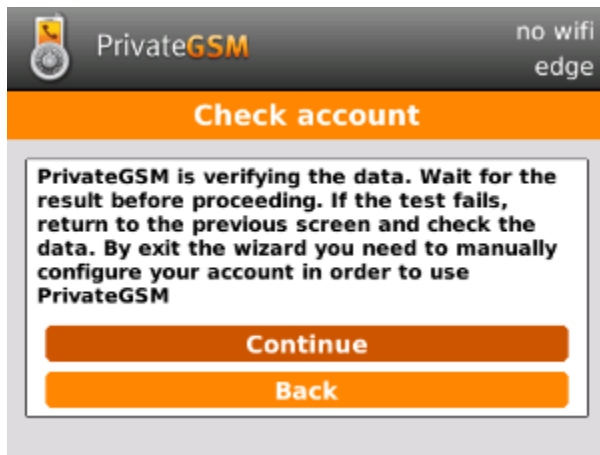 PrivateGSM
no wifi
edge
Check account
PrivateGSM is verifying the data. Wait for the
result before proceeding. If the test fails,
return to the previous screen and check the
data. By exit the wizard you need to manually
configure your account in order to use
PrivateGSM
Continue
Back